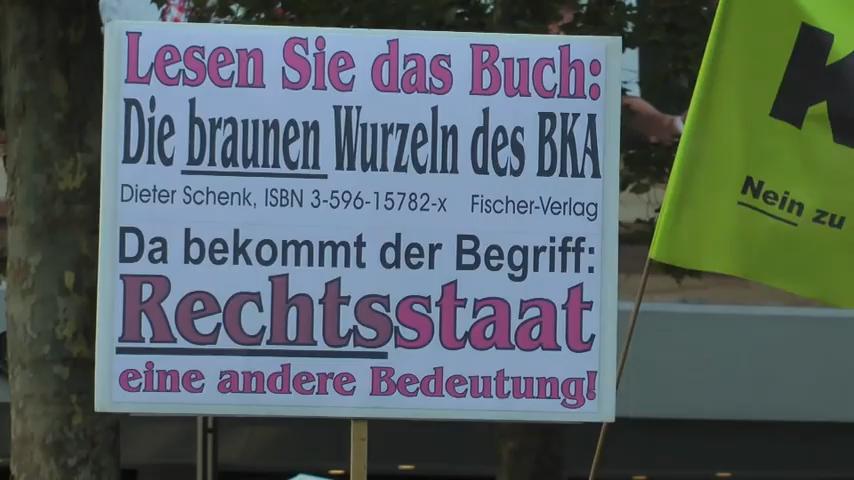 Lesen Sie das Buch:
Die braunen Wurzeln des BKA
Dieter Schenk, ISBN 3-596-15782-x Fischer-Verlag
Da bekommt der Begriff:
Rechtsstaat
eine andere Bedeutung!
K
Nein zu